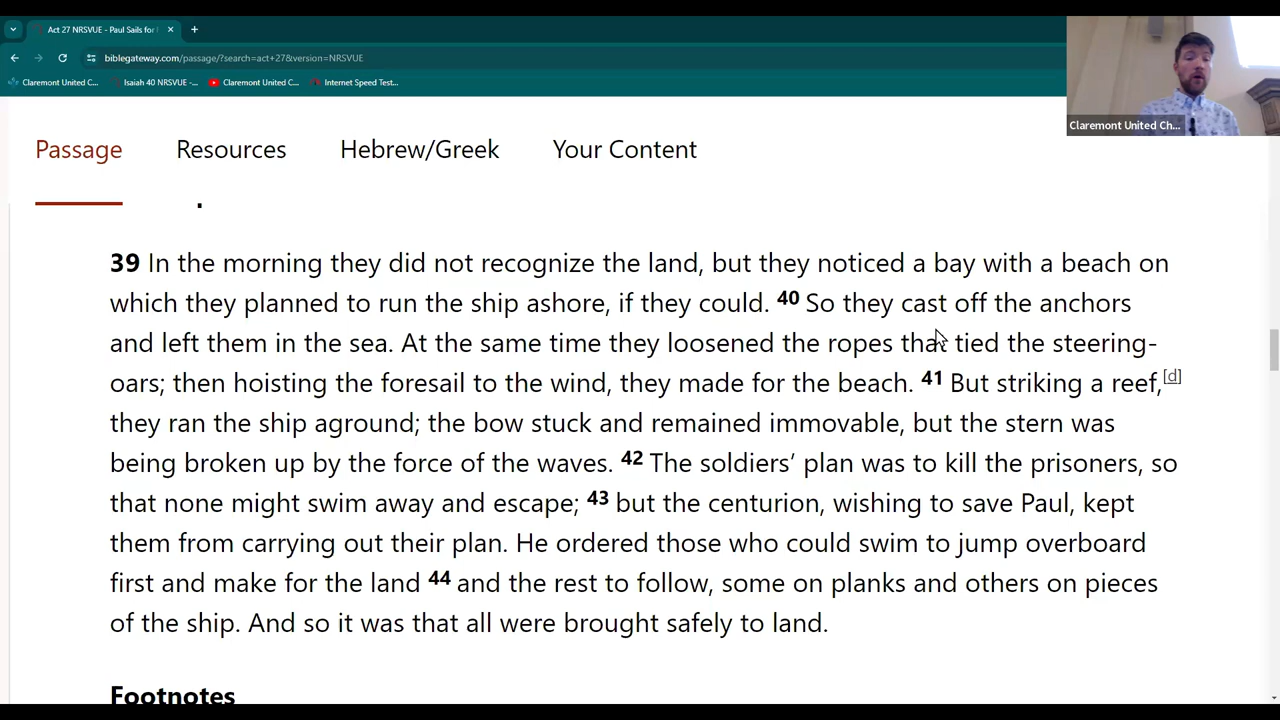 Act 27 NRSVUE - Paul Sails for
biblegateway.com/passage/?search=act+27&version=NRSVUE
Claremont United C... Isaiah 40 NRSVUE -... Claremont United C... Internet Speed Test...
Claremont United Ch...
Passage Resources Hebrew/Greek Your Content
39 In the morning they did not recognize the land, but they noticed a bay with a beach on
which they planned to run the ship ashore, if they could. 40 So they cast off the anchors
and left them in the sea. At the same time they loosened the ropes that tied the steering-
oars; then hoisting the foresail to the wind, they made for the beach. 41 But striking a reef,[d]
they ran the ship aground; the bow stuck and remained immovable, but the stern was
being broken up by the force of the waves. 42 The soldiers’ plan was to kill the prisoners, so
that none might swim away and escape; 43 but the centurion, wishing to save Paul, kept
them from carrying out their plan. He ordered those who could swim to jump overboard
first and make for the land 44 and the rest to follow, some on planks and others on pieces
of the ship. And so it was that all were brought safely to land.
Footnotes